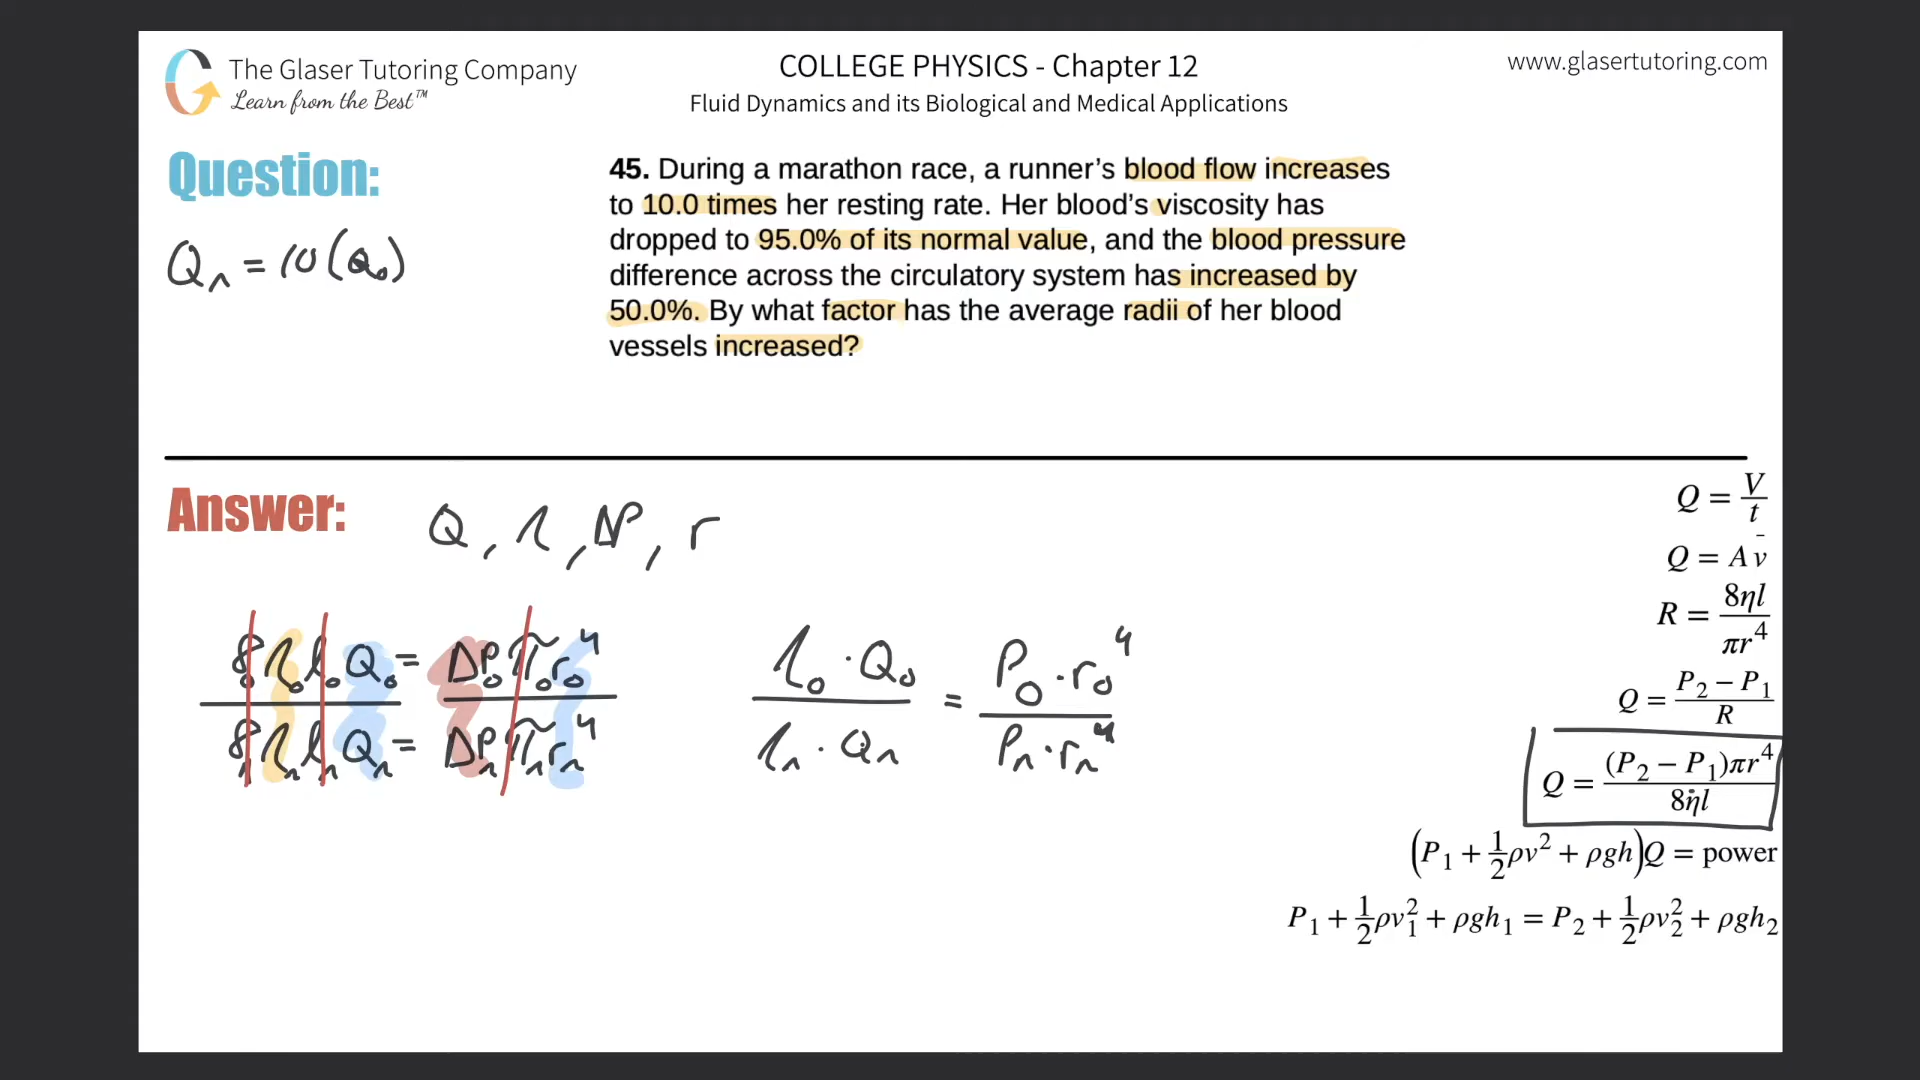 The Glaser Tutoring Company
Learn from the Best™
COLLEGE PHYSICS - Chapter 12
Fluid Dynamics and its Biological and Medical Applications
www.glasertutoring.com
Question:
Qₙ = 10(Q₀)
45. During a marathon race, a runner’s blood flow increases
to 10.0 times her resting rate. Her blood’s viscosity has
dropped to 95.0% of its normal value, and the blood pressure
difference across the circulatory system has increased by
50.0%. By what factor has the average radii of her blood
vessels increased?
Answer:
Q, η, ΔP, r
8₀η₀l₀Q₀ = ΔP₀π₀r₀⁴
8ₙηₙlₙQₙ = ΔPₙπₙrₙ⁴
η₀·Q₀ / ηₙ·Qₙ = P₀·r₀⁴ / Pₙ·rₙ⁴
Q = V/t
Q = A v̄
R = 8ηl/πr⁴
Q = (P₂ − P₁)/R
Q = (P₂ − P₁)πr⁴/8ηl
(P₁ + ½ρv² + ρgh)Q = power
P₁ + ½ρv₁² + ρgh₁ = P₂ + ½ρv₂² + ρgh₂